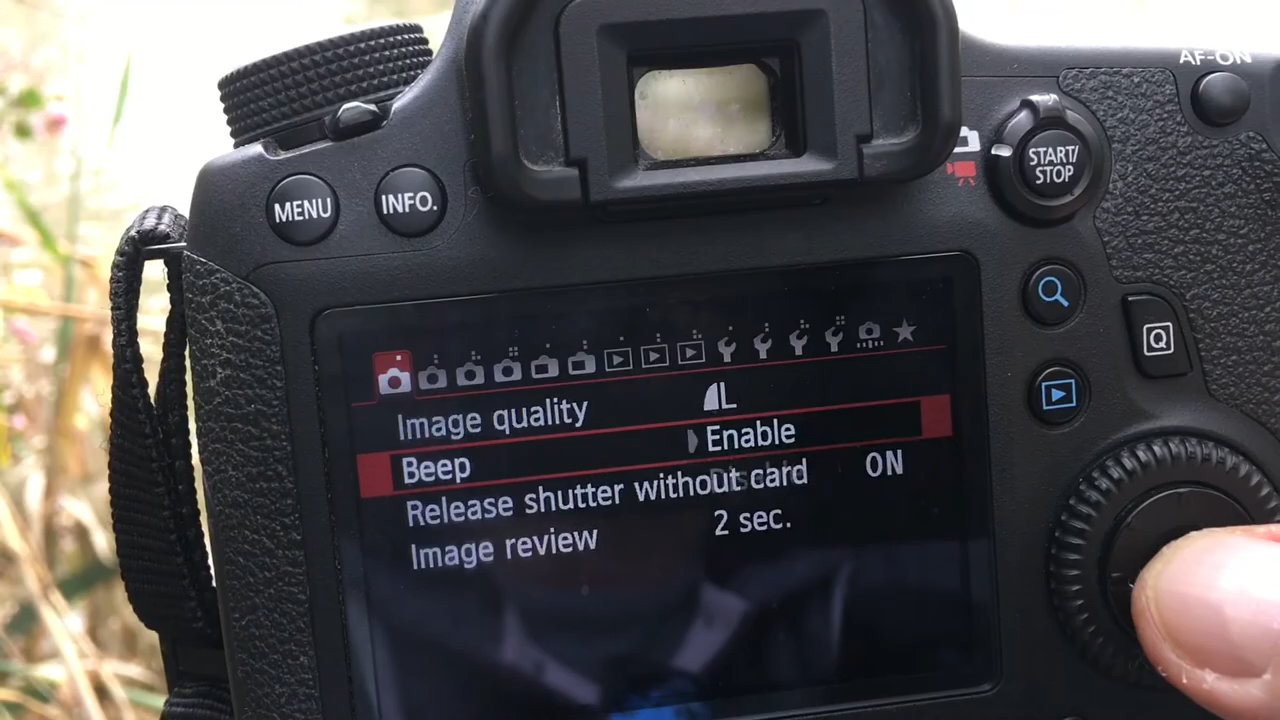 AF-ON
START/
STOP
MENU
INFO.
Q
Image quality L
Beep Enable
Release shutter without card ON
Image review 2 sec.